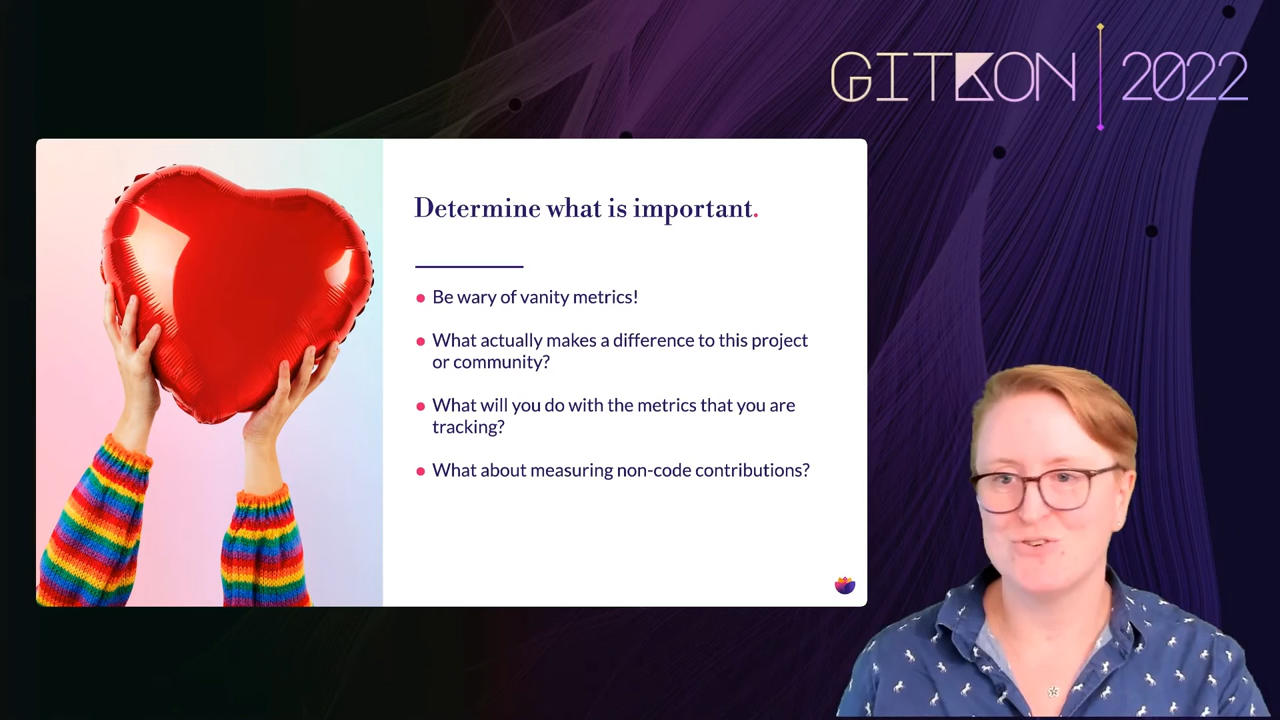 GITKON | 2022
Determine what is important.
Be wary of vanity metrics!
What actually makes a difference to this project
or community?
What will you do with the metrics that you are
tracking?
What about measuring non-code contributions?